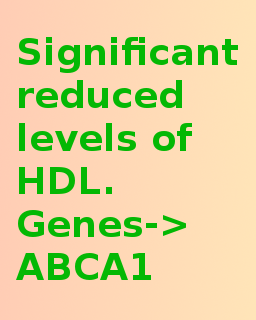 Significant
reduced
levels of
HDL.
Genes->
ABCA1